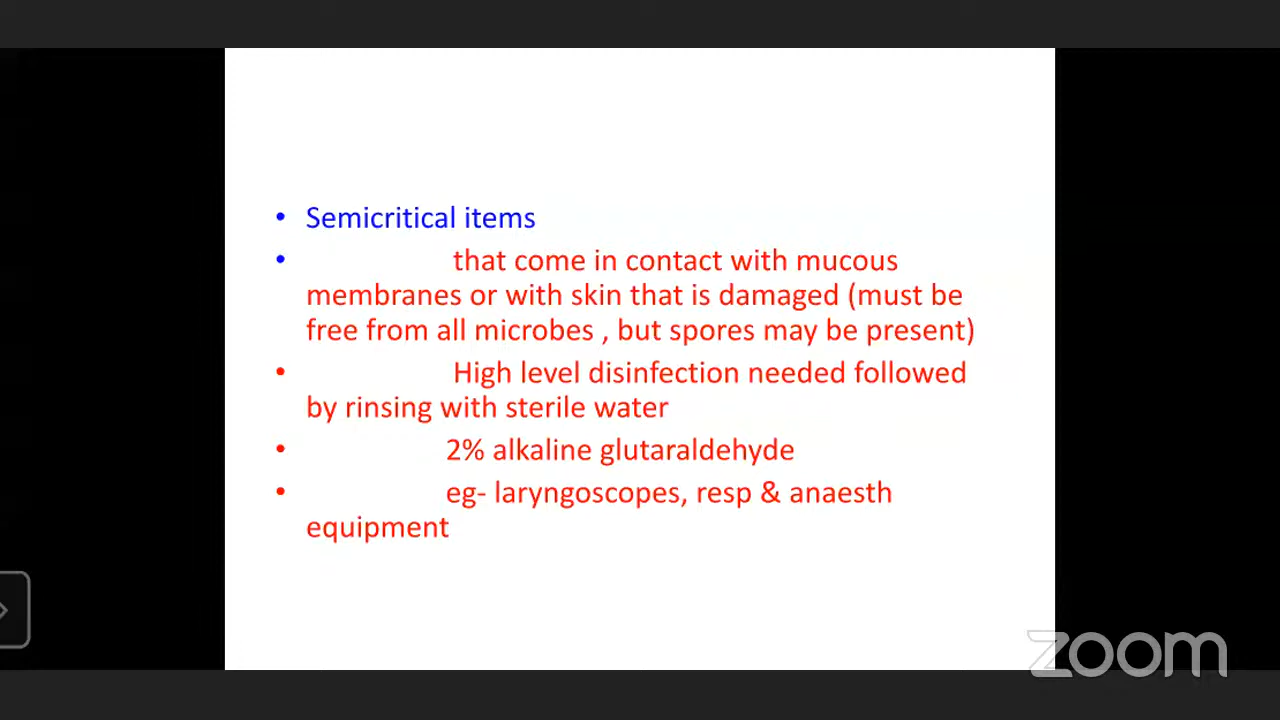 • Semicritical items
• that come in contact with mucous
membranes or with skin that is damaged (must be
free from all microbes , but spores may be present)
• High level disinfection needed followed
by rinsing with sterile water
• 2% alkaline glutaraldehyde
• eg- laryngoscopes, resp & anaesth
equipment
zoom